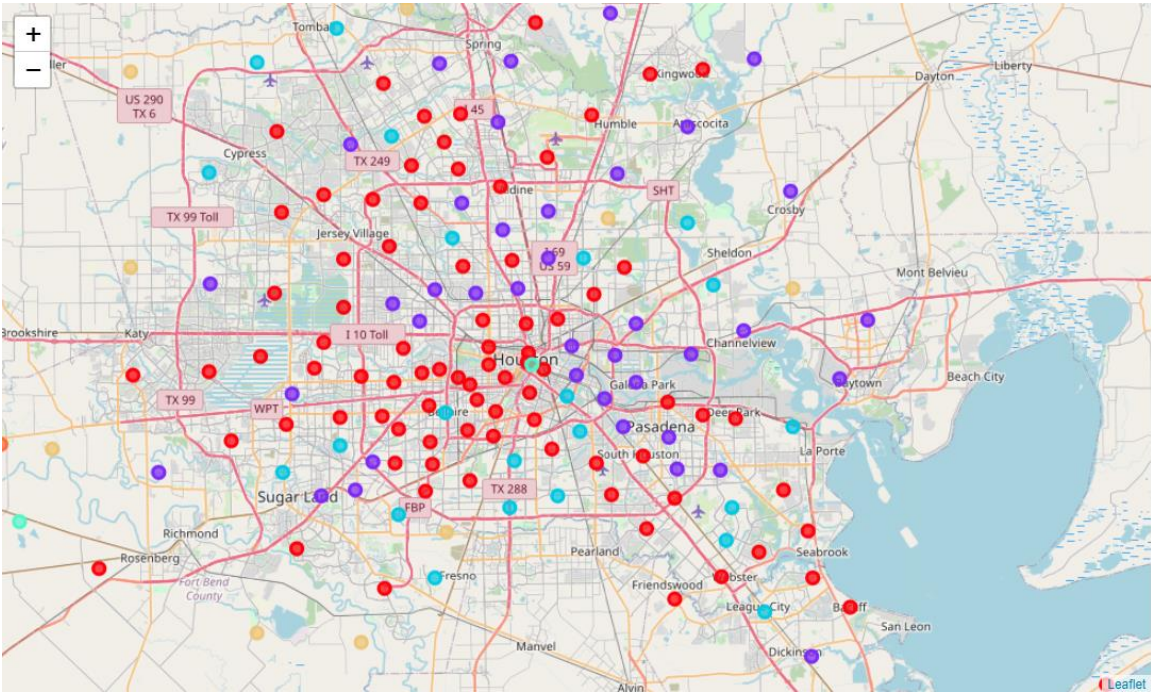 +
−
Tomba
Spring
ller
Kingwood
Dayton
Liberty
US 290
TX 6
I 45
Humble
Atascocita
Cypress
TX 249
SHT
Aldine
Crosby
TX 99 Toll
Jersey Village
I 69
US 59
Sheldon
Mont Belvieu
Brookshire
Katy
I 10 Toll
Channelview
Houston
Galena Park
Baytown
Beach City
TX 99
WPT
Bellaire
Deer Park
Pasadena
La Porte
South Houston
Sugar Land
TX 288
FBP
Richmond
Rosenberg
Pearland
Seabrook
Fort Bend
County
Fresno
Friendswood
Webster
League City
Bacliff
San Leon
Manvel
Dickinson
Alvin
Leaflet